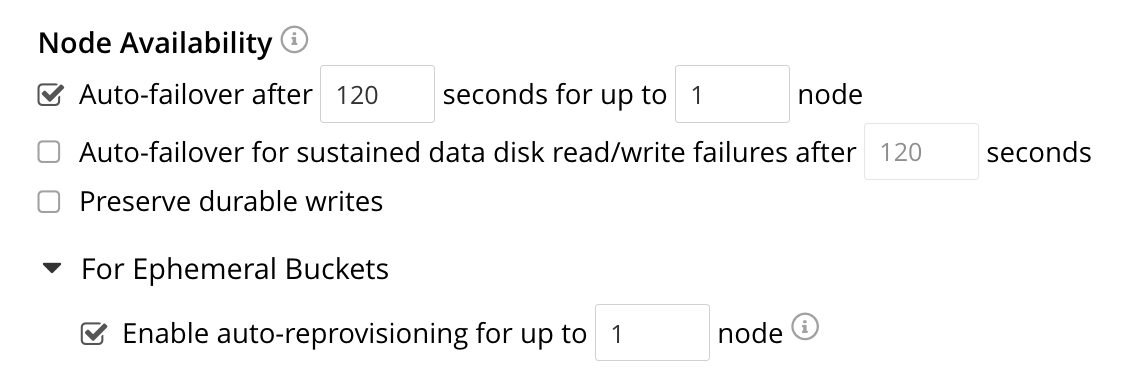 Node Availability
Auto-failover after 120 seconds for up to 1 node
Auto-failover for sustained data disk read/write failures after 120 seconds
Preserve durable writes
For Ephemeral Buckets
Enable auto-reprovisioning for up to 1 node